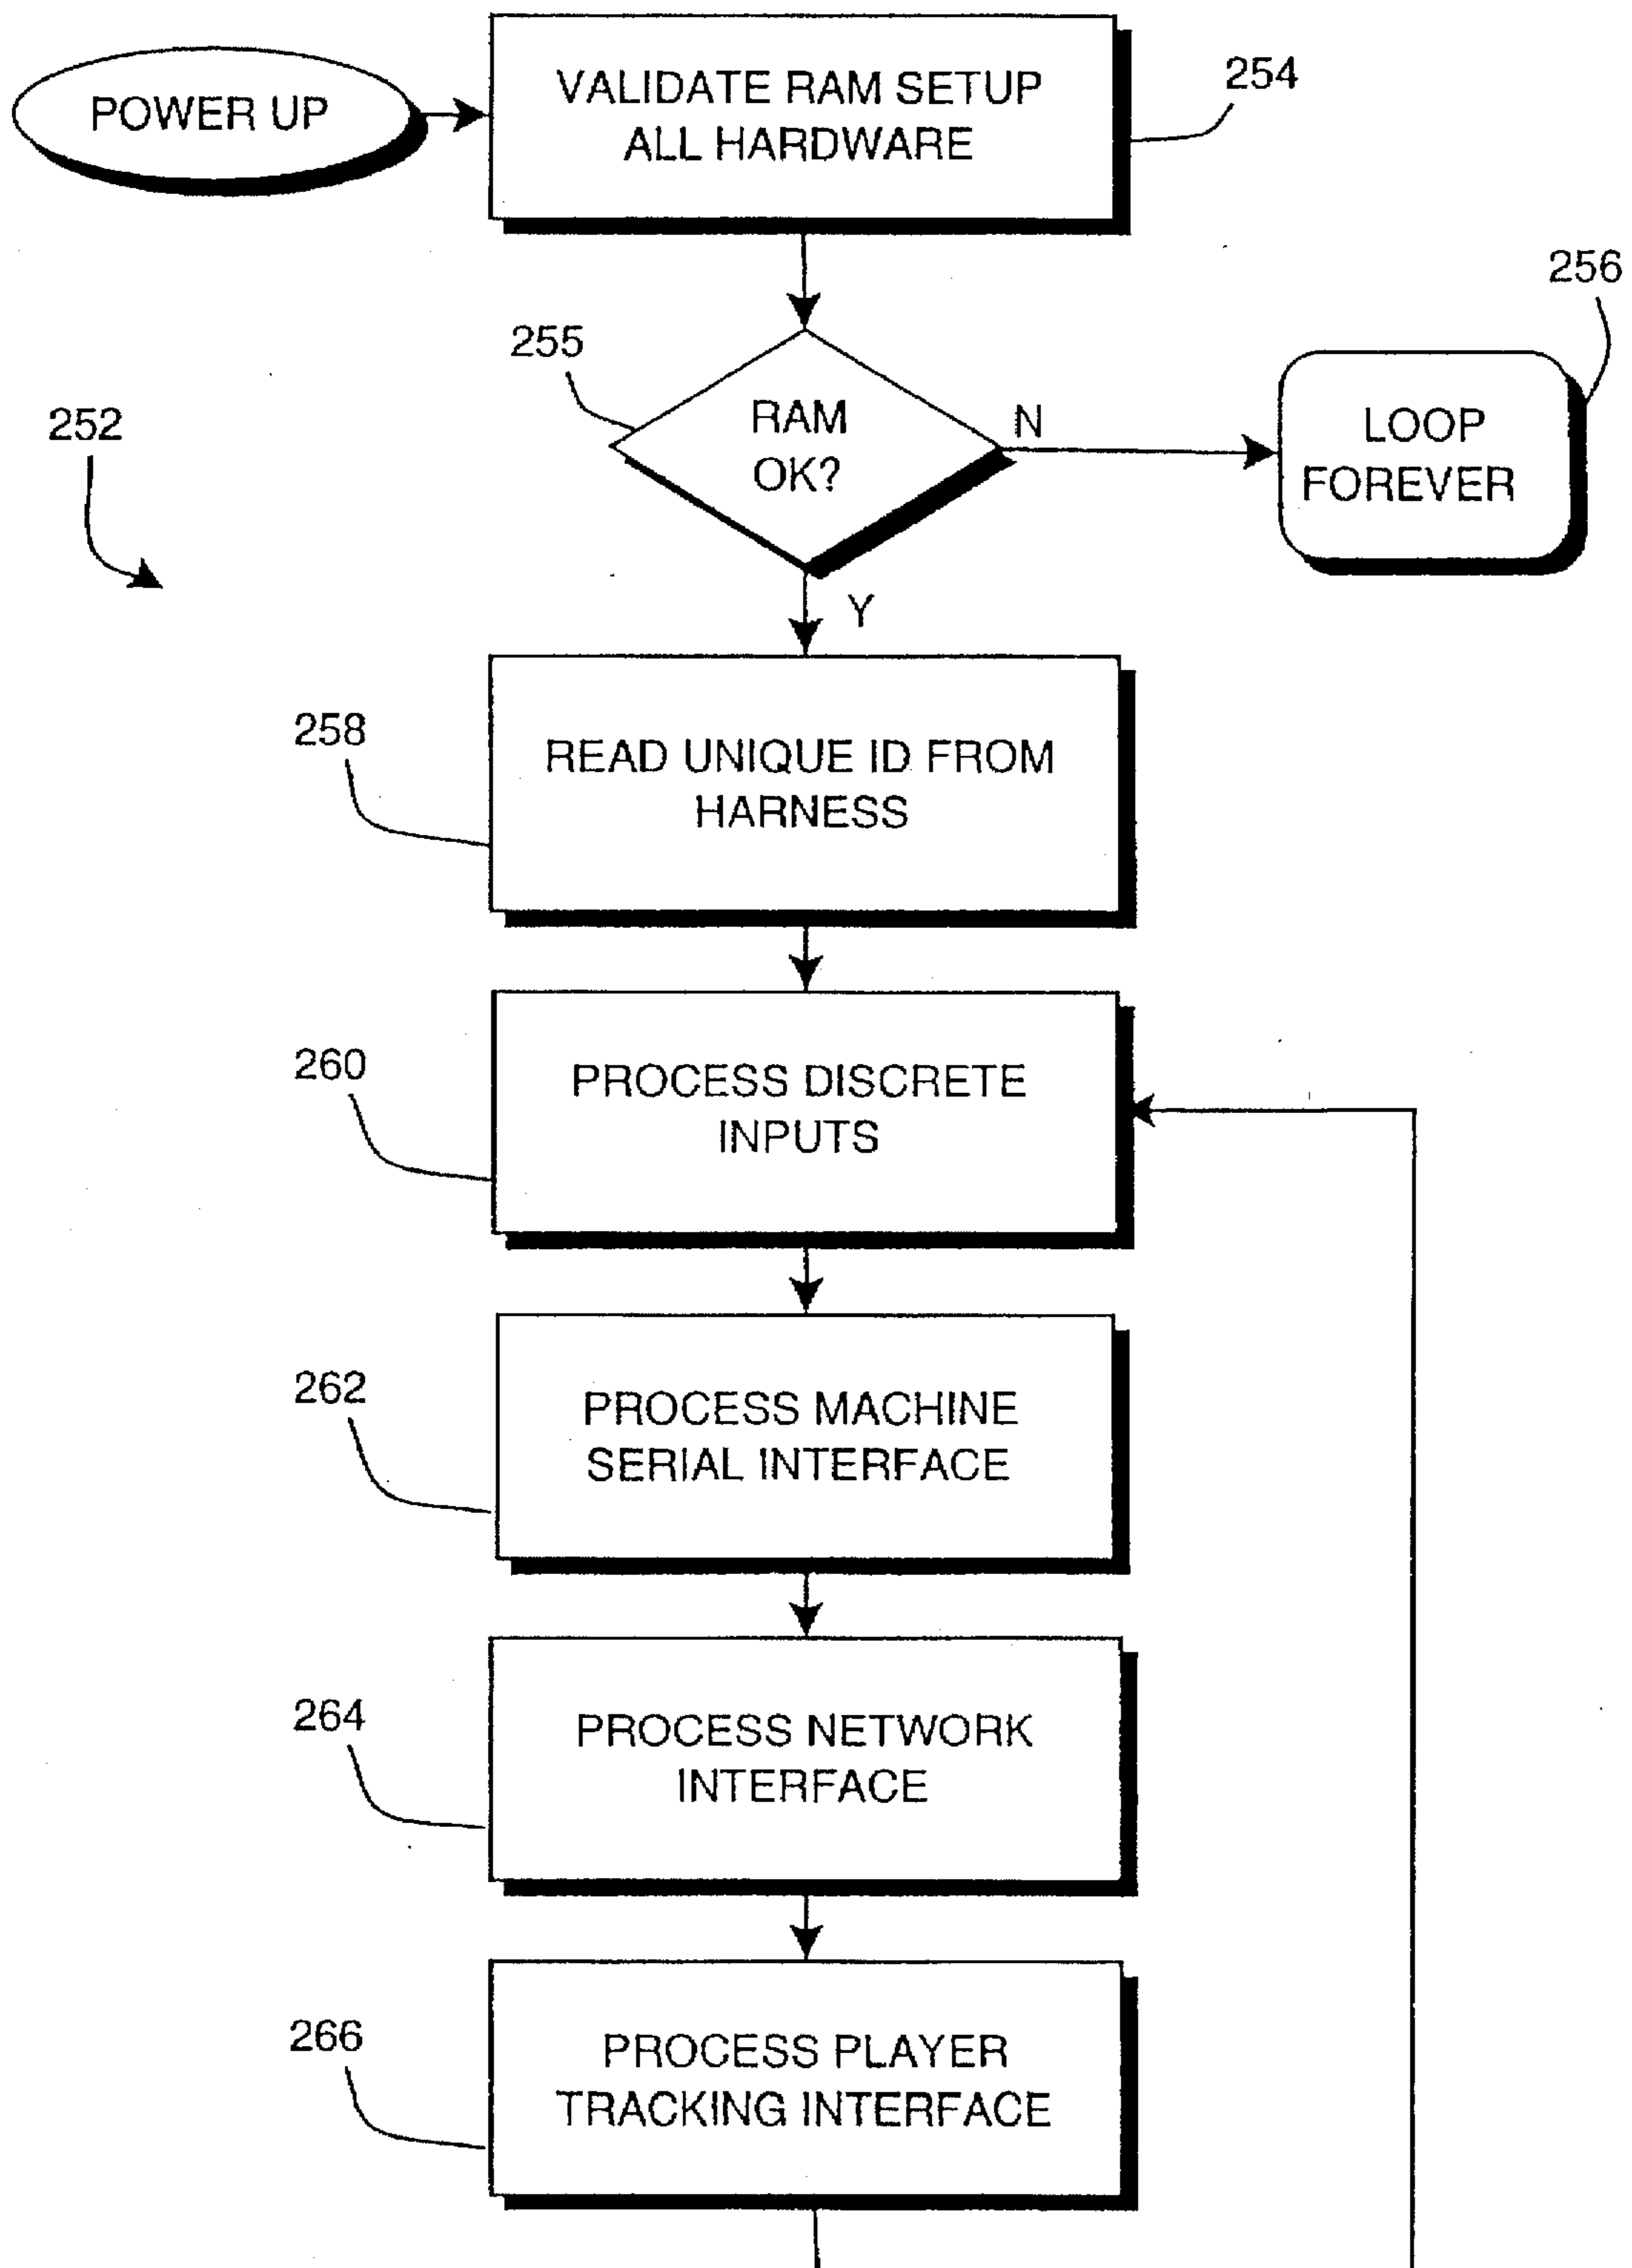 POWER UP
VALIDATE RAM SETUP
ALL HARDWARE
254
255
RAM
OK?
N
256
LOOP
FOREVER
252
Y
258
READ UNIQUE ID FROM
HARNESS
260
PROCESS DISCRETE
INPUTS
262
PROCESS MACHINE
SERIAL INTERFACE
264
PROCESS NETWORK
INTERFACE
266
PROCESS PLAYER
TRACKING INTERFACE